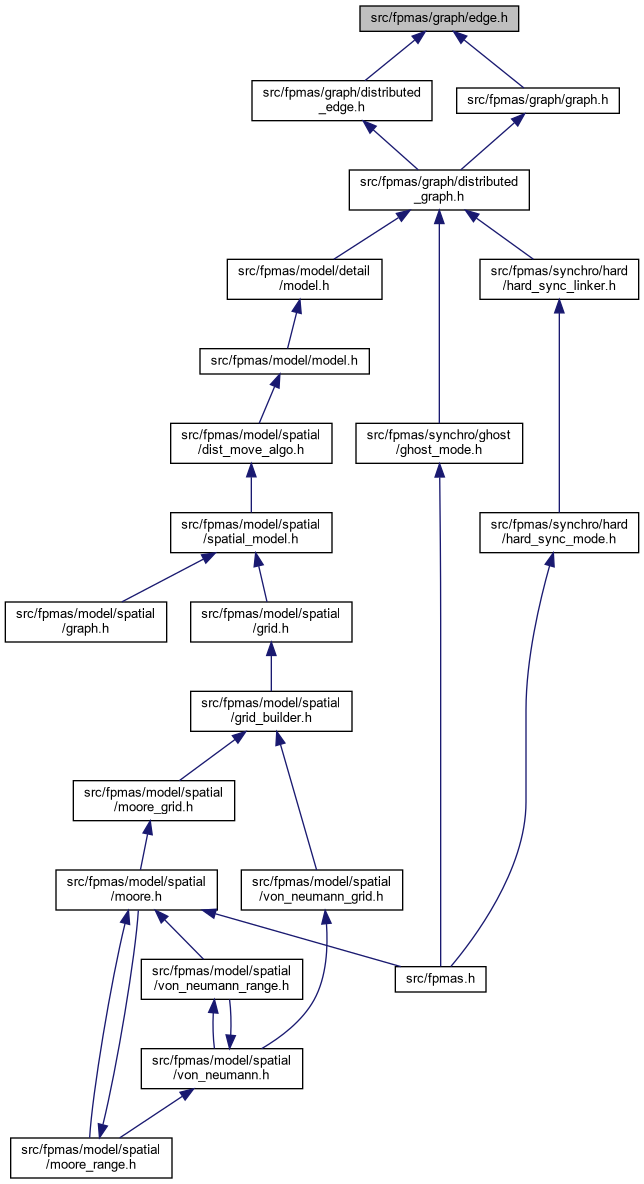 src/fpmas/graph/edge.h
src/fpmas/graph/distributed
_edge.h
src/fpmas/graph/graph.h
src/fpmas/graph/distributed
_graph.h
src/fpmas/model/detail
/model.h
src/fpmas/synchro/hard
/hard_sync_linker.h
src/fpmas/model/model.h
src/fpmas/model/spatial
/dist_move_algo.h
src/fpmas/synchro/ghost
/ghost_mode.h
src/fpmas/model/spatial
/spatial_model.h
src/fpmas/synchro/hard
/hard_sync_mode.h
src/fpmas/model/spatial
/graph.h
src/fpmas/model/spatial
/grid.h
src/fpmas/model/spatial
/grid_builder.h
src/fpmas/model/spatial
/moore_grid.h
src/fpmas/model/spatial
/moore.h
src/fpmas/model/spatial
/von_neumann_grid.h
src/fpmas/model/spatial
/von_neumann_range.h
src/fpmas.h
src/fpmas/model/spatial
/von_neumann.h
src/fpmas/model/spatial
/moore_range.h